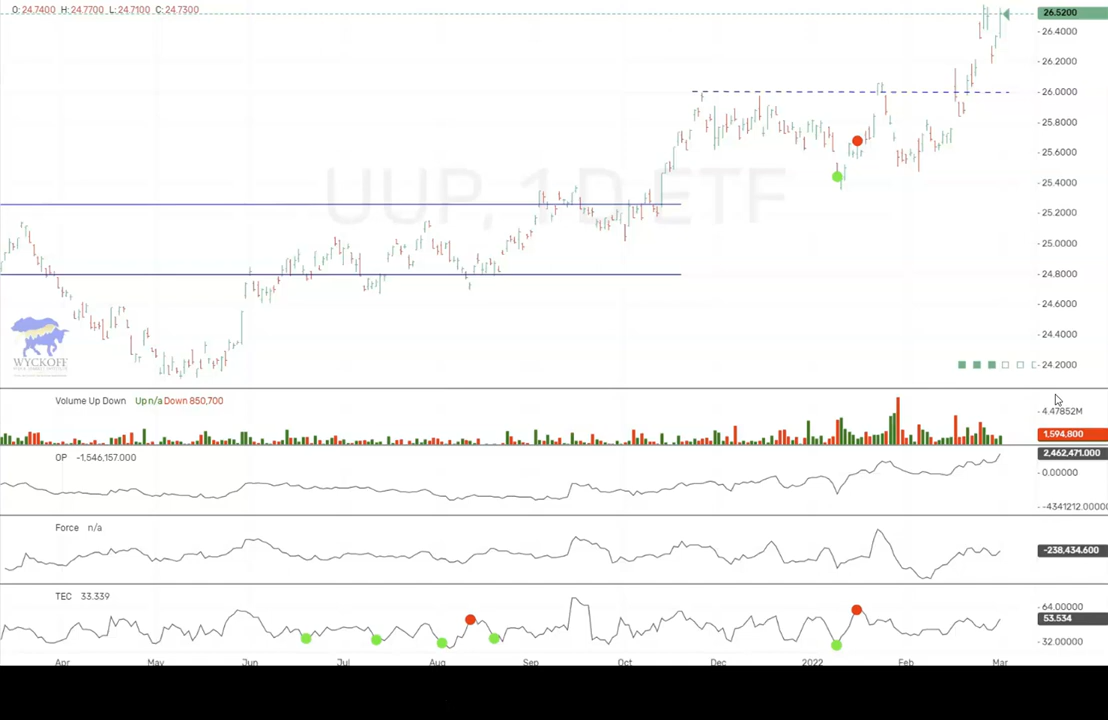 O: 24.7400 H: 24.7700 L: 24.7100 C: 24.7300
26.5200
26.4000
26.2000
26.0000
25.8000
25.6000
25.4000
UUP, 1D ETF
25.2000
25.0000
24.8000
24.6000
24.4000
WYCKOFF
24.2000
Volume Up Down Up n/a Down 850,700
4.47852M
1,594,800
OP -1,546,157.000
2,462,471.000
0.00000
-4341212.00000
Force n/a
-238,434.600
TEC 33.339
64.00000
53.534
32.00000
Apr May Jun Jul Aug Sep Oct Dec 2022 Feb Mar